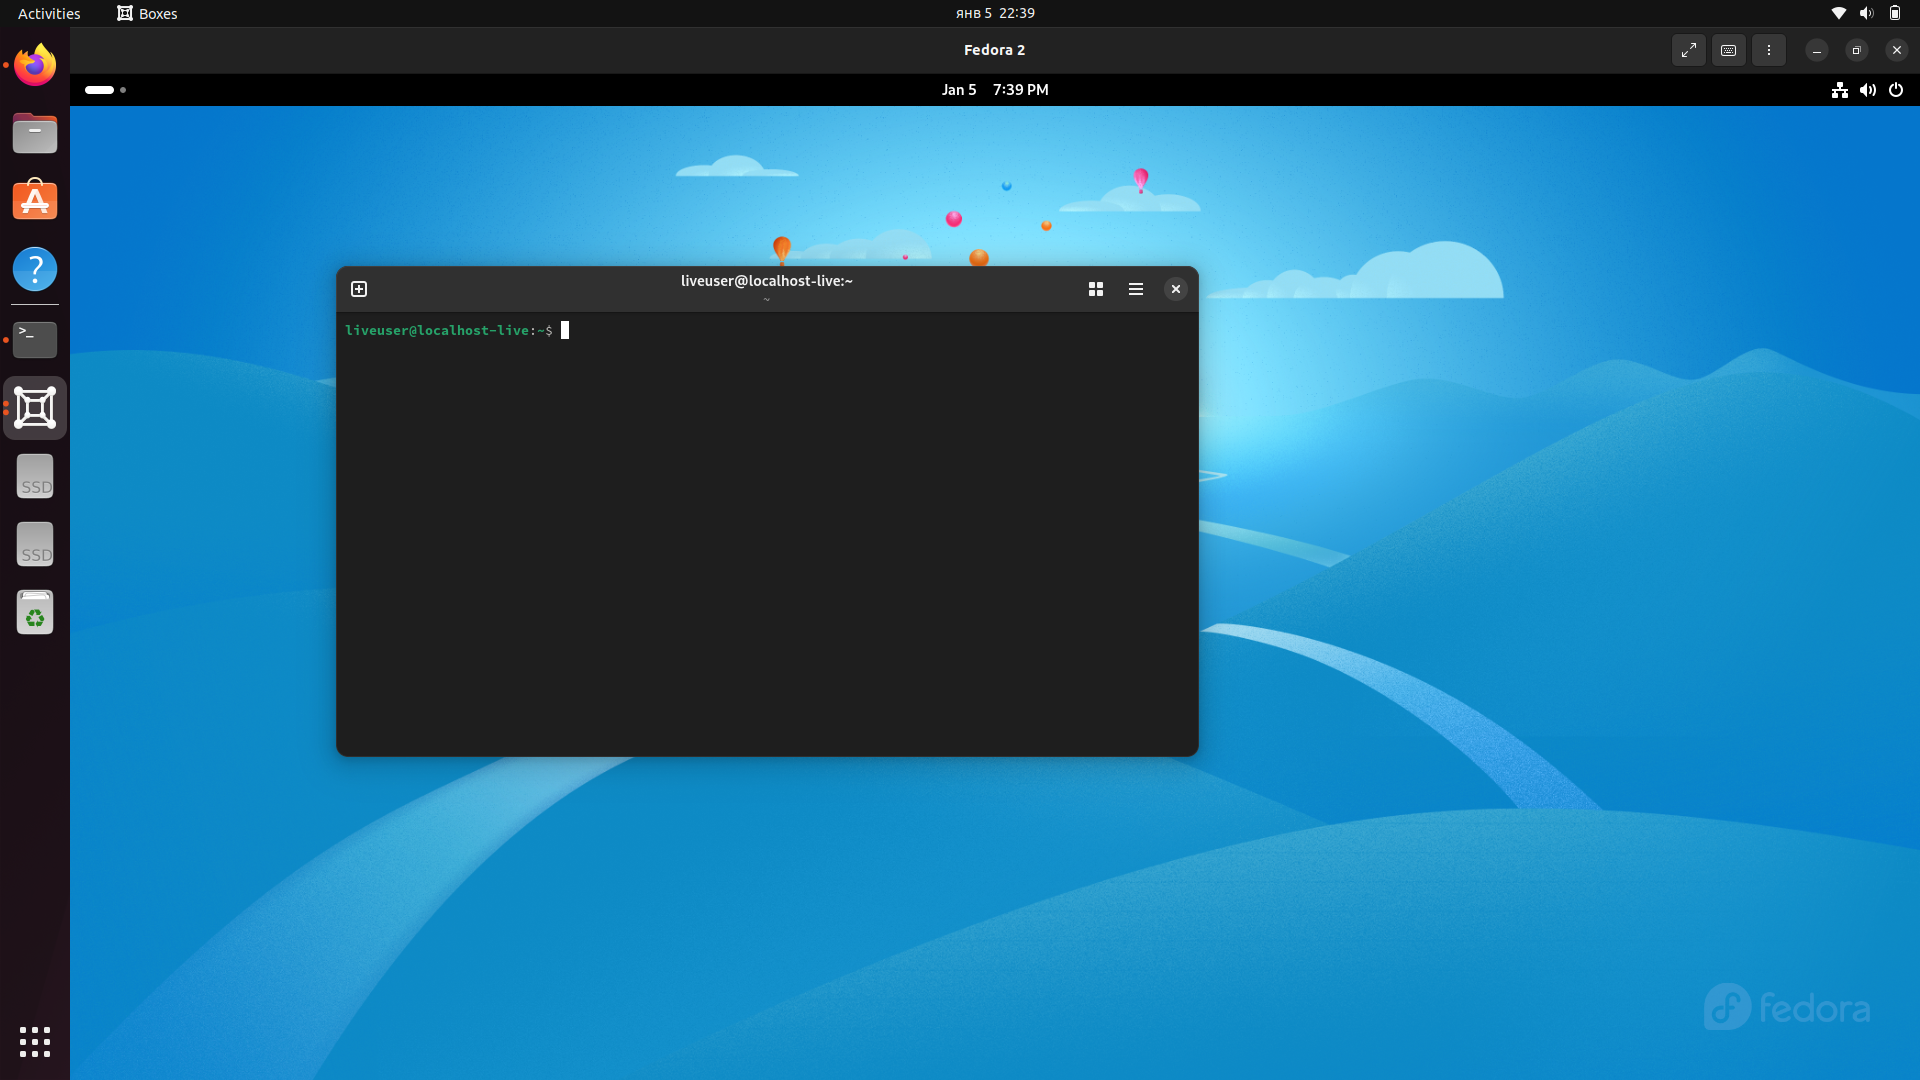 Activities
Boxes
янв 5 22:39
Fedora 2
Jan 5 7:39 PM
liveuser@localhost-live:~
~
liveuser@localhost-live:~$
>_
SSD
SSD
fedora